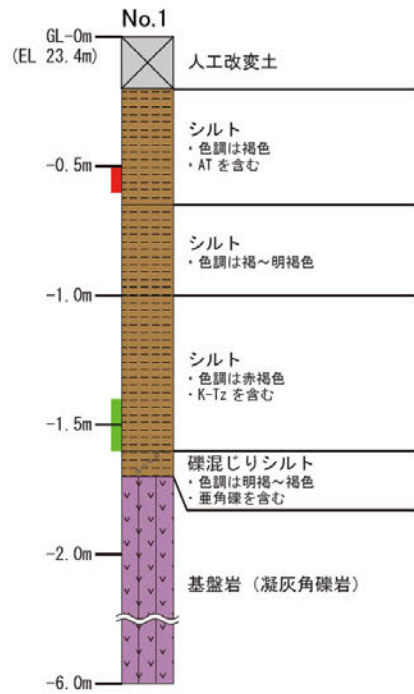 No.1
GL-0m
(EL 23.4m)
人工改変土
シルト
・色調は褐色
・ATを含む
-0.5m
シルト
・色調は褐～明褐色
-1.0m
シルト
・色調は赤褐色
・K-Tzを含む
-1.5m
礫混じりシルト
・色調は明褐～褐色
・亜角礫を含む
-2.0m
基盤岩（凝灰角礫岩）
-6.0m